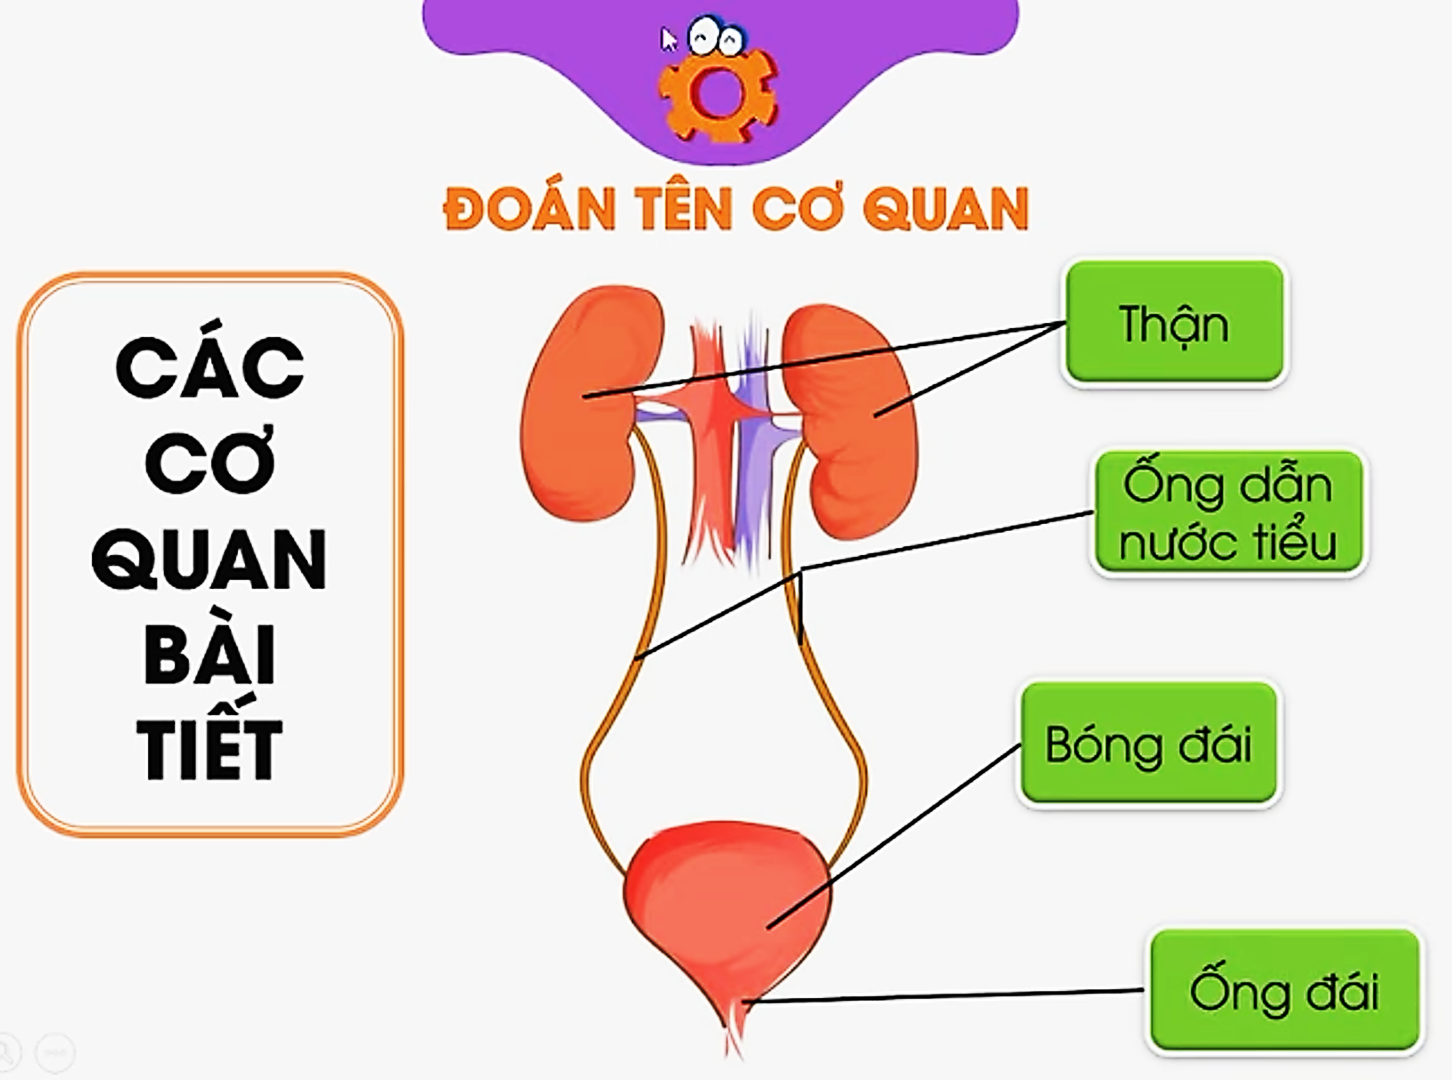 ĐOÁN TÊN CƠ QUAN
CÁC
CƠ
QUAN
BÀI
TIẾT
Thận
Ống dẫn
nước tiểu
Bóng đái
Ống đái